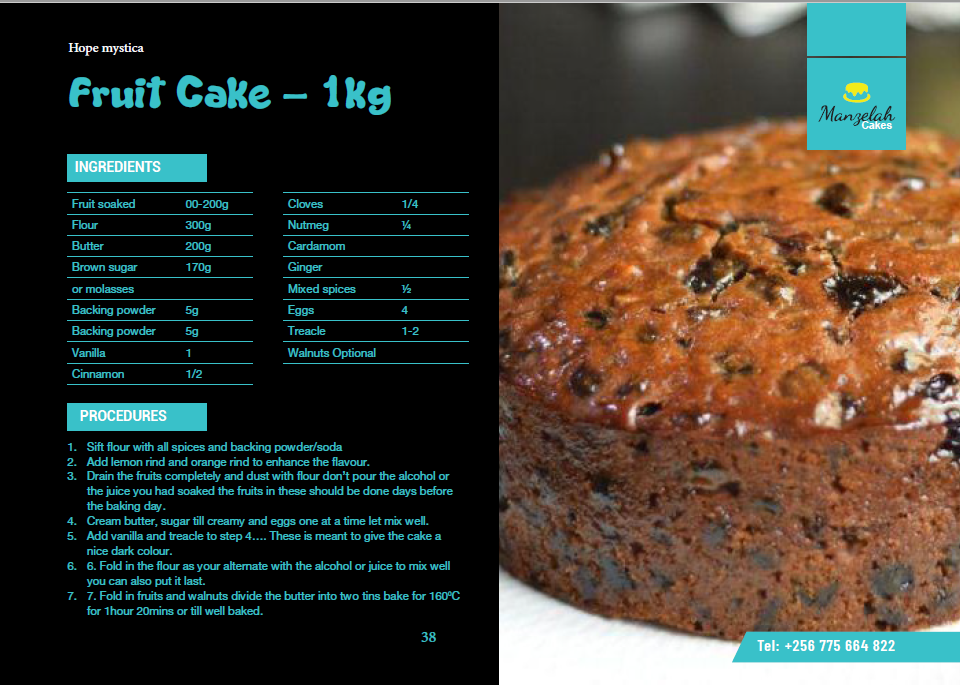 Hope mystica
Fruit Cake – 1kg
INGREDIENTS
Fruit soaked 00-200g
Flour 300g
Butter 200g
Brown sugar 170g
or molasses
Backing powder 5g
Backing powder 5g
Vanilla 1
Cinnamon 1/2
Cloves 1/4
Nutmeg ¼
Cardamom
Ginger
Mixed spices ½
Eggs 4
Treacle 1-2
Walnuts Optional
PROCEDURES
1. Sift flour with all spices and backing powder/soda
2. Add lemon rind and orange rind to enhance the flavour.
3. Drain the fruits completely and dust with flour don't pour the alcohol or
the juice you had soaked the fruits in these should be done days before
the baking day.
4. Cream butter, sugar till creamy and eggs one at a time let mix well.
5. Add vanilla and treacle to step 4…. These is meant to give the cake a
nice dark colour.
6. 6. Fold in the flour as your alternate with the alcohol or juice to mix well
you can also put it last.
7. 7. Fold in fruits and walnuts divide the butter into two tins bake for 160ºC
for 1hour 20mins or till well baked.
38
Manzelah
Cakes
Tel: +256 775 664 822